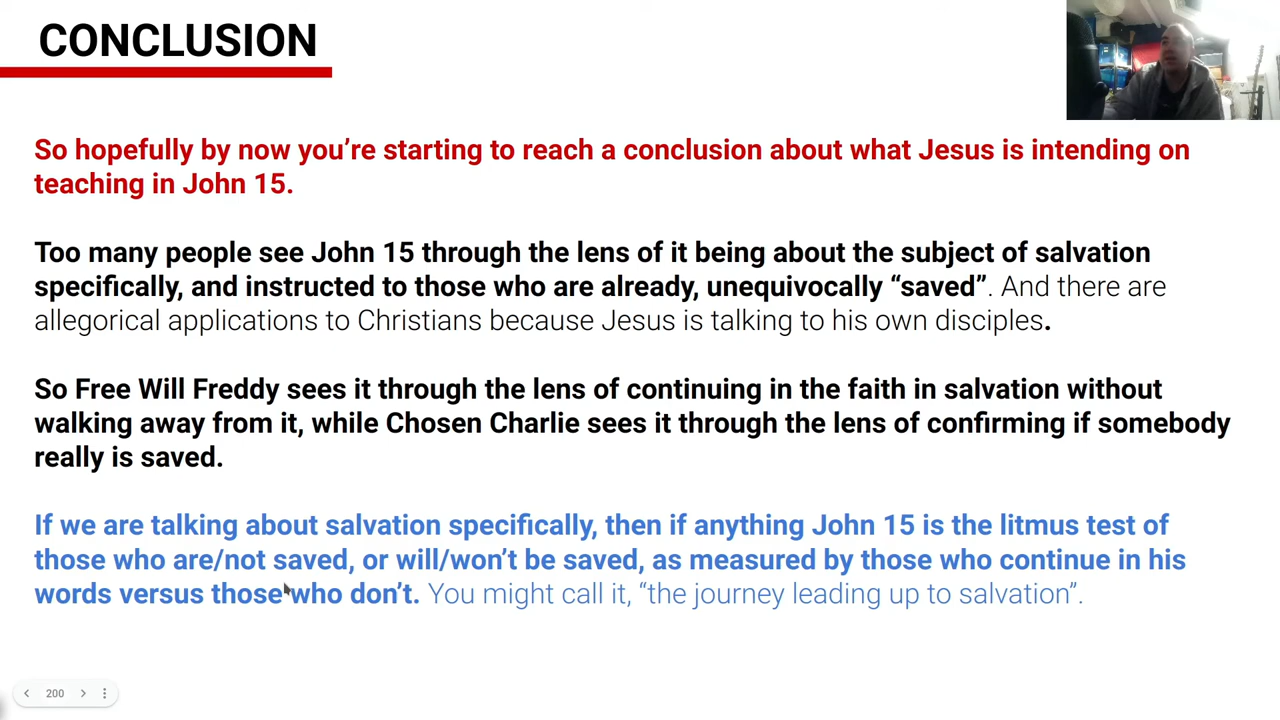 CONCLUSION
So hopefully by now you’re starting to reach a conclusion about what Jesus is intending on
teaching in John 15.
Too many people see John 15 through the lens of it being about the subject of salvation
specifically, and instructed to those who are already, unequivocally “saved”. And there are
allegorical applications to Christians because Jesus is talking to his own disciples.
So Free Will Freddy sees it through the lens of continuing in the faith in salvation without
walking away from it, while Chosen Charlie sees it through the lens of confirming if somebody
really is saved.
If we are talking about salvation specifically, then if anything John 15 is the litmus test of
those who are/not saved, or will/won’t be saved, as measured by those who continue in his
words versus those who don’t. You might call it, “the journey leading up to salvation”.
200